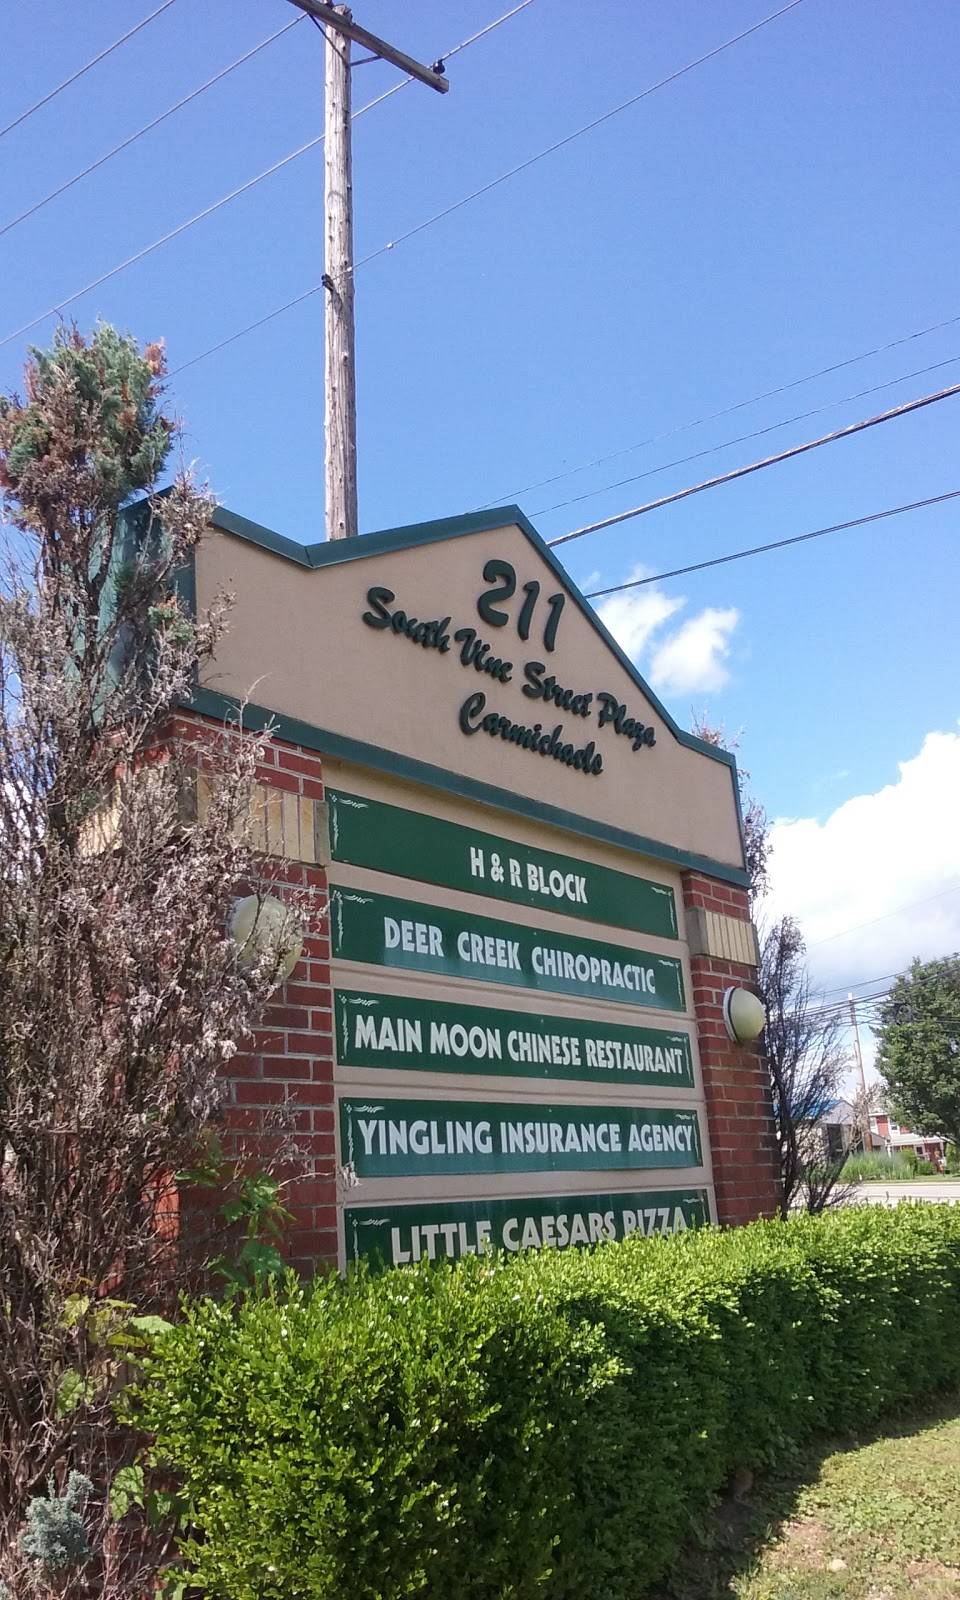 211
South Vine Street Plaza
Carmichaels
H & R BLOCK
DEER CREEK CHIROPRACTIC
MAIN MOON CHINESE RESTAURANT
YINGLING INSURANCE AGENCY
LITTLE CAESARS PIZZA